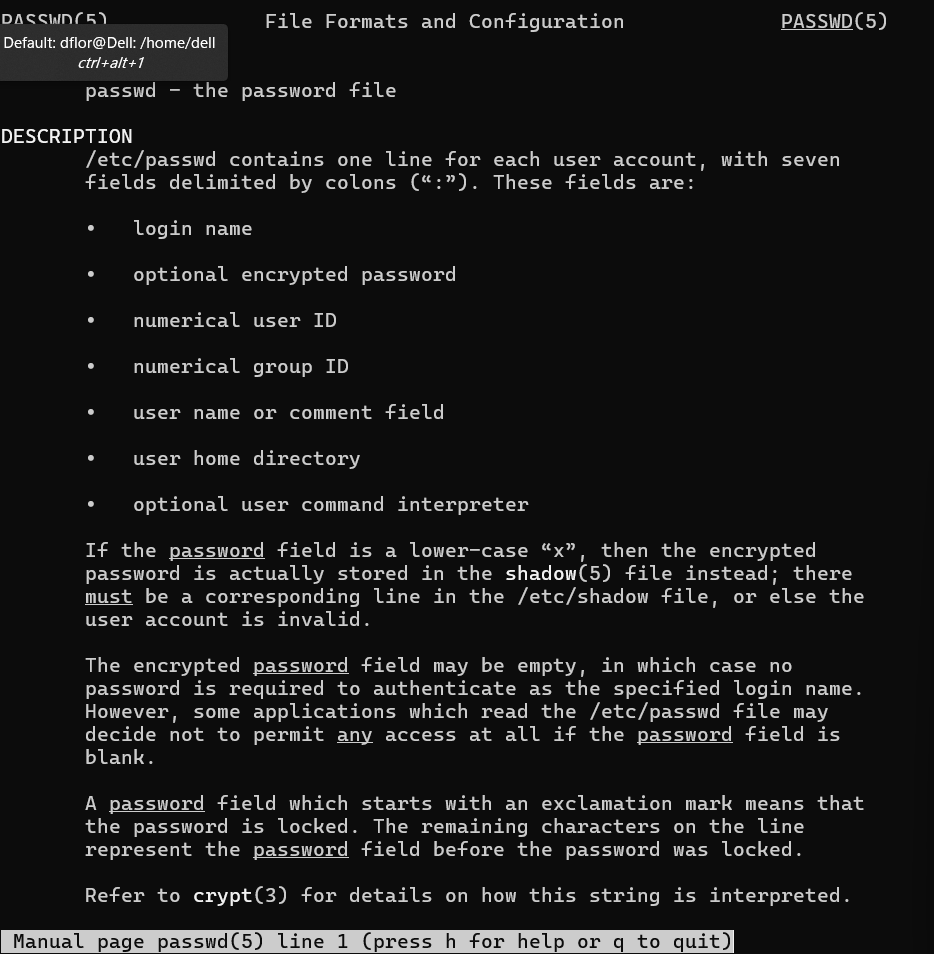 PASSWD(5) File Formats and Configuration PASSWD(5)
Default: dflor@Dell: /home/dell
ctrl+alt+1
passwd - the password file
DESCRIPTION
/etc/passwd contains one line for each user account, with seven
fields delimited by colons (“:”). These fields are:
• login name
• optional encrypted password
• numerical user ID
• numerical group ID
• user name or comment field
• user home directory
• optional user command interpreter
If the password field is a lower-case “x”, then the encrypted
password is actually stored in the shadow(5) file instead; there
must be a corresponding line in the /etc/shadow file, or else the
user account is invalid.
The encrypted password field may be empty, in which case no
password is required to authenticate as the specified login name.
However, some applications which read the /etc/passwd file may
decide not to permit any access at all if the password field is
blank.
A password field which starts with an exclamation mark means that
the password is locked. The remaining characters on the line
represent the password field before the password was locked.
Refer to crypt(3) for details on how this string is interpreted.
Manual page passwd(5) line 1 (press h for help or q to quit)